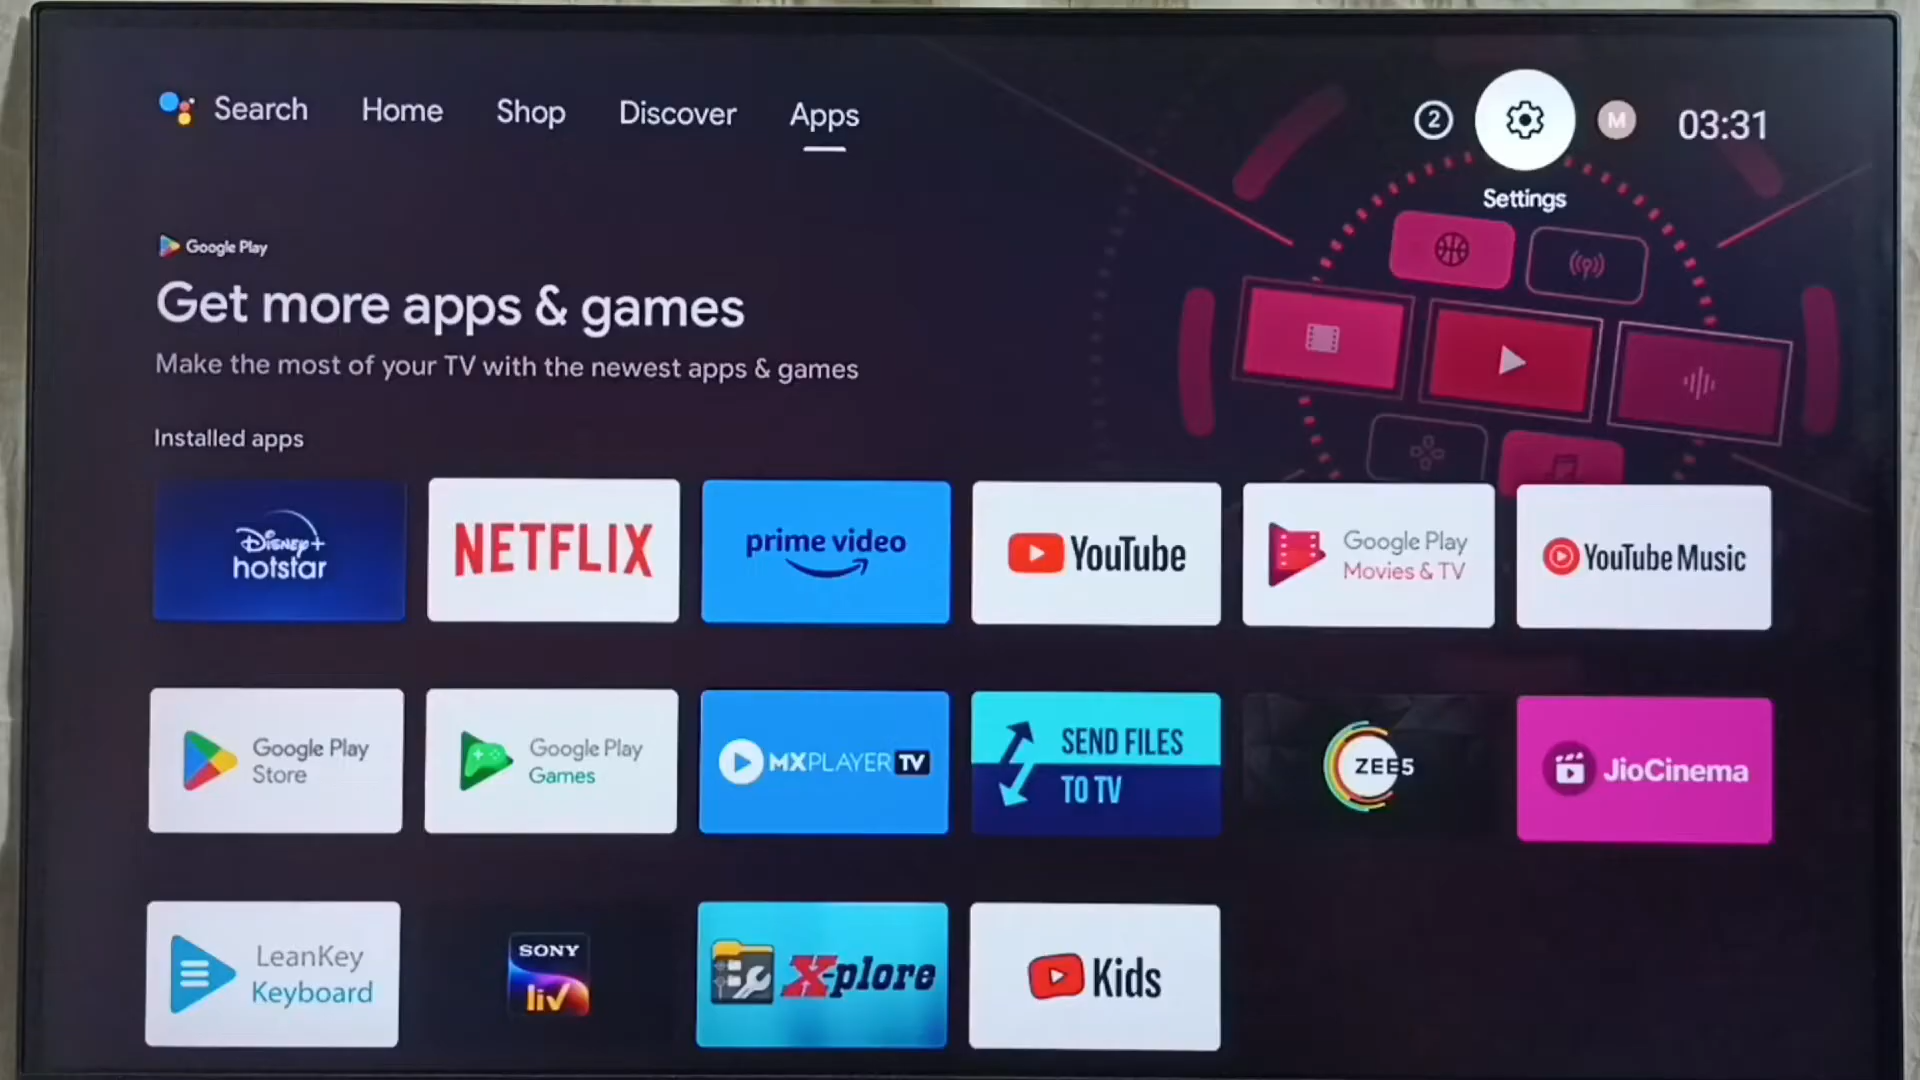 Search Home Shop Discover Apps
2 M 03:31
Settings
Google Play
Get more apps & games
Make the most of your TV with the newest apps & games
Installed apps
Disney+
hotstar
NETFLIX
prime video
YouTube
Google Play
Movies & TV
YouTube Music
Google Play
Store
Google Play
Games
MXPLAYER TV
SEND FILES
TO TV
ZEE5
JioCinema
LeanKey
Keyboard
SONY
liv
X-plore
Kids